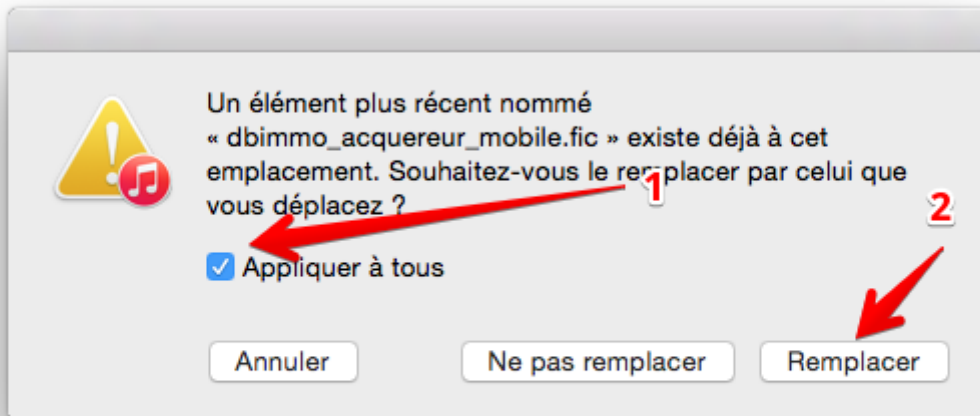 Un élément plus récent nommé
« dbimmo_acquereur_mobile.fic » existe déjà à cet
emplacement. Souhaitez-vous le remplacer par celui que
vous déplacez ?
1
2
Appliquer à tous
Annuler
Ne pas remplacer
Remplacer